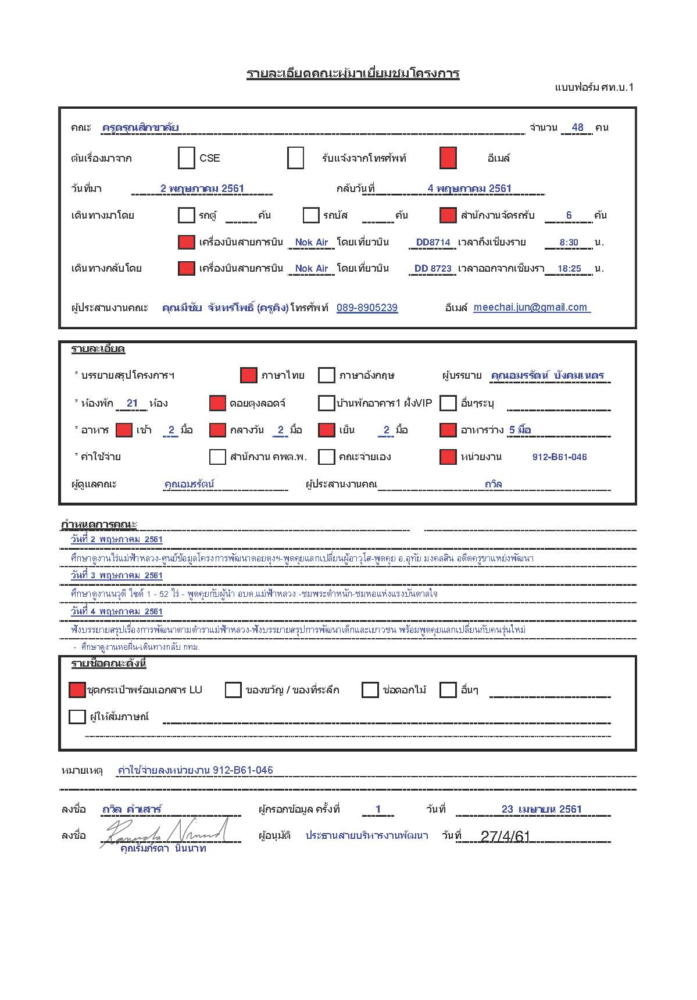 รายละเอียดคณะผู้มาเยี่ยมชมโครงการ
แบบฟอร์ม ศท.บ.1
คณะ ครูดรุณสิกขาลัย จำนวน 48 คน
ต้นเรื่องมาจาก CSE รับแจ้งจากโทรศัพท์ อีเมล์
วันที่มา 2 พฤษภาคม 2561 กลับวันที่ 4 พฤษภาคม 2561
เดินทางมาโดย รถตู้ คัน รถบัส คัน สำนักงานจัดรถรับ 6 คัน
เครื่องบินสายการบิน Nok Air โดยเที่ยวบิน DD8714 เวลาถึงเชียงราย 8:30 น.
เดินทางกลับโดย เครื่องบินสายการบิน Nok Air โดยเที่ยวบิน DD 8723 เวลาออกจากเชียงรา 18:25 น.
ผู้ประสานงานคณะ คุณมีชัย จันทร์โพธิ์ (ครูคิง) โทรศัพท์ 089-8905239 อีเมล์ meechai.jun@gmail.com
รายละเอียด
* บรรยายสรุปโครงการฯ ภาษาไทย ภาษาอังกฤษ ผู้บรรยาย คุณอมรรัตน์ บังคมเนตร
* ห้องพัก 21 ห้อง ดอยตุงลอดจ์ บ้านพักอาคาร1 ฝั่งVIP อื่นๆระบุ
* อาหาร เช้า 2 มื้อ กลางวัน 2 มื้อ เย็น 2 มื้อ อาหารว่าง 5 มื้อ
* ค่าใช้จ่าย สำนักงาน คพต.พ. คณะจ่ายเอง หน่วยงาน 912-B61-046
ผู้ดูแลคณะ คุณอมรรัตน์ ผู้ประสานงานคณ ถวิล
กำหนดการคณะ
วันที่ 2 พฤษภาคม 2561
ศึกษาดูงานไร่แม่ฟ้าหลวง-ศูนย์ข้อมูลโครงการพัฒนาดอยตุงฯ-พูดคุยแลกเปลี่ยนผู้อาวุโส-พูดคุย อ.อุทัย มงคลสิน อดีตครูขาแหย่งพัฒนา
วันที่ 3 พฤษภาคม 2561
ศึกษาดูงานนวุติ ไซด์ 1 - 52 ไร่ - พูดคุยกับผู้นำ อบต.แม่ฟ้าหลวง -ชมพระตำหนัก-ชมหอแห่งแรงบันดาลใจ
วันที่ 4 พฤษภาคม 2561
ฟังบรรยายสรุปเรื่องการพัฒนาตามตำราแม่ฟ้าหลวง-ฟังบรรยายสรุปการพัฒนาเด็กและเยาวชน พร้อมพูดคุยแลกเปลี่ยนกับคนรุ่นใหม่
- ศึกษาดูงานหอฝิ่น-เดินทางกลับ กทม.
รายชื่อคณะดังนี้
ชุดกระเป๋าพร้อมเอกสาร LU ของขวัญ / ของที่ระลึก ช่อดอกไม้ อื่นๆ
ผู้ให้สัมภาษณ์
หมายเหตุ ค่าใช้จ่ายลงหน่วยงาน 912-B61-046
ลงชื่อ ถวิล คำเสาร์ ผู้กรอกข้อมูล ครั้งที่ 1 วันที่ 23 เมษายน 2561
ลงชื่อ ผู้อนุมัติ ประธานสายบริหารงานพัฒนา วันที่ 27/4/61
คุณรัมภ์รดา นินนาท